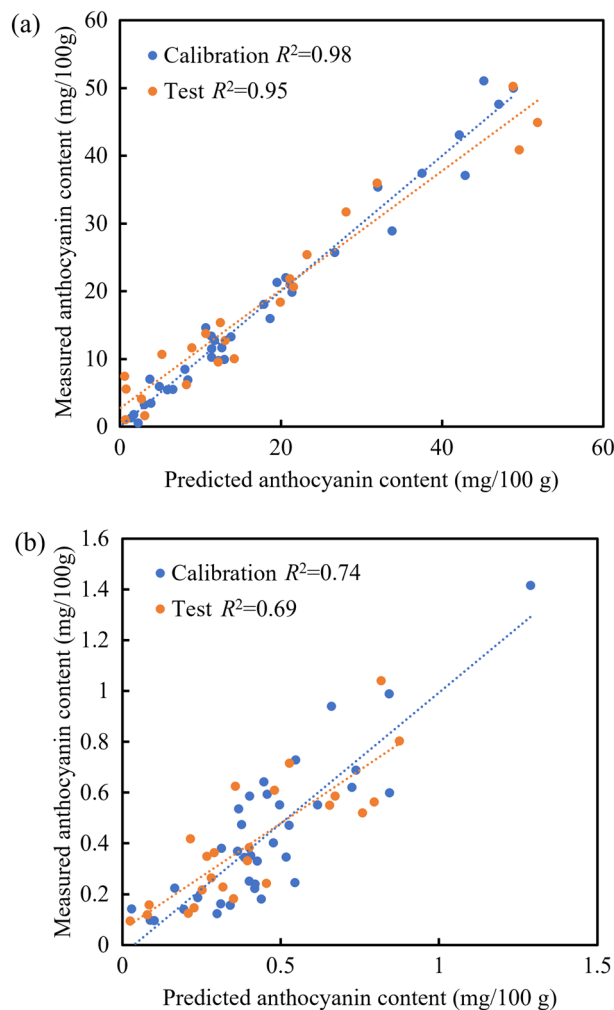 (a)
60
50
40
30
20
10
0
Measured anthocyanin content (mg/100g)
Calibration R²=0.98
Test R²=0.95
0 20 40 60
Predicted anthocyanin content (mg/100 g)
(b)
1.6
1.4
1.2
1
0.8
0.6
0.4
0.2
0
Measured anthocyanin content (mg/100g)
Calibration R²=0.74
Test R²=0.69
0 0.5 1 1.5
Predicted anthocyanin content (mg/100 g)